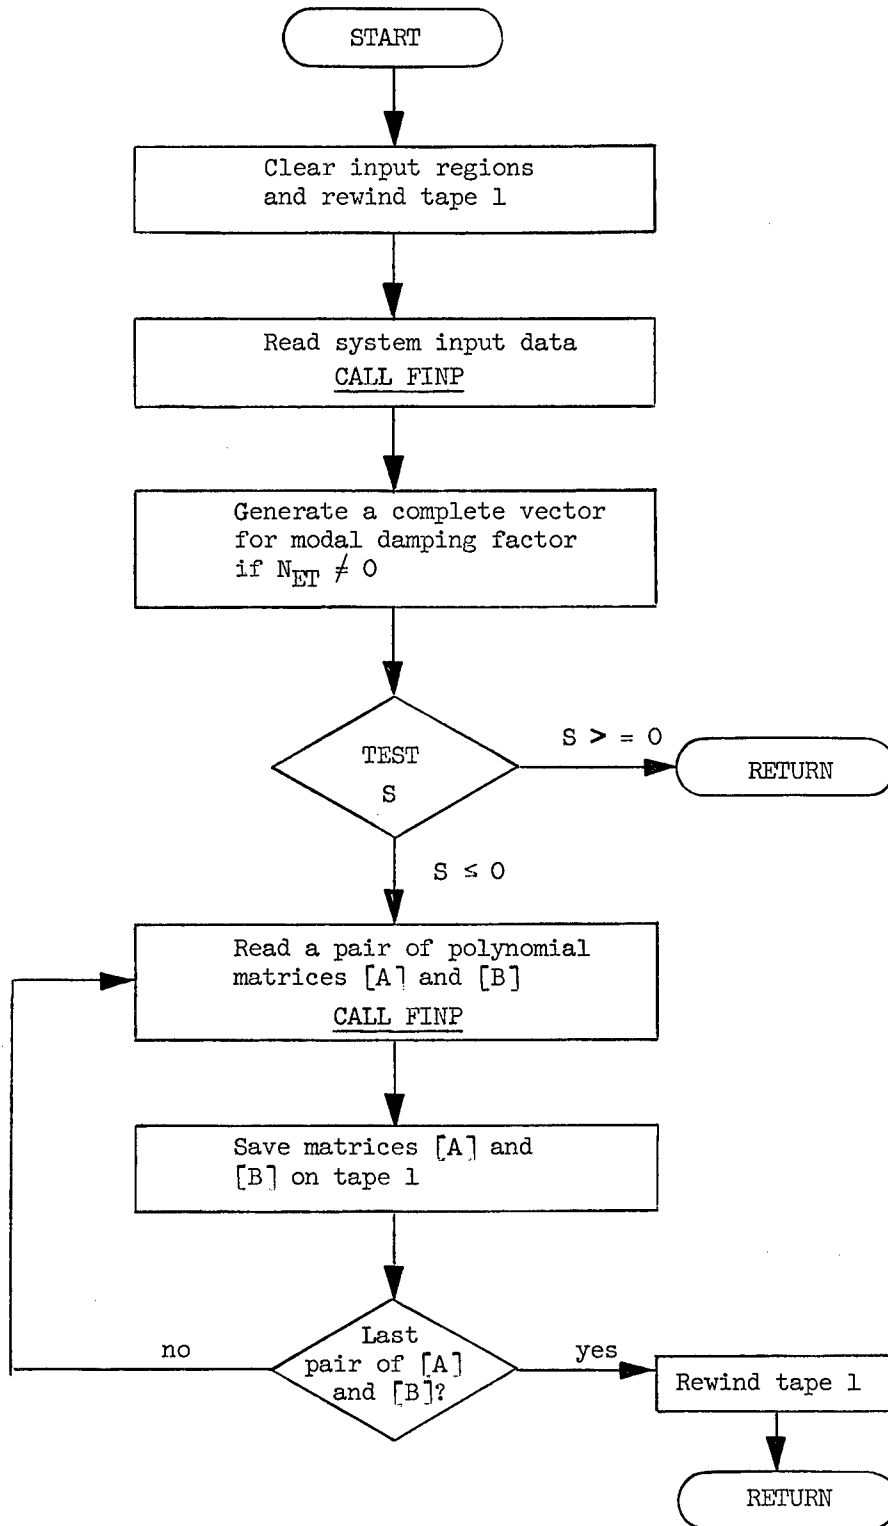 START
Clear input regions
and rewind tape 1
Read system input data
CALL FINP
Generate a complete vector
for modal damping factor
if N_ET ≠ 0
TEST
S
S > = 0
RETURN
S ≤ 0
Read a pair of polynomial
matrices [A] and [B]
CALL FINP
Save matrices [A] and
[B] on tape 1
Last
pair of [A]
and [B]?
no
yes
Rewind tape 1
RETURN